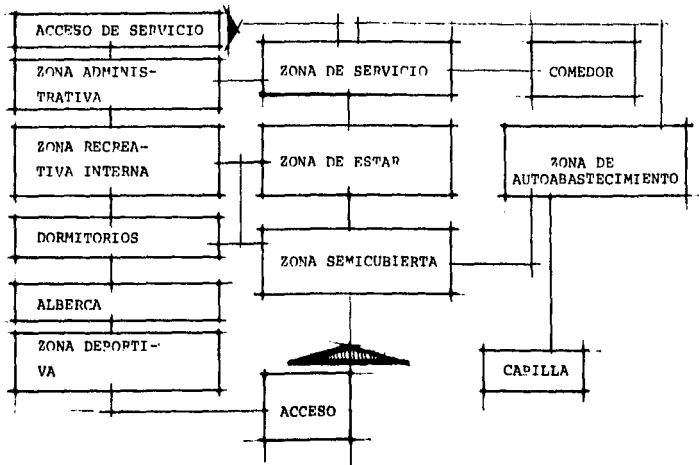 ACCESO DE SERVICIO
ZONA ADMINIS-
TRATIVA
ZONA DE SERVICIO
COMEDOR
ZONA RECREA-
TIVA INTERNA
ZONA DE ESTAR
ZONA DE
AUTOABASTECIMIENTO
DORMITORIOS
ZONA SEMICUBIERTA
ALBERCA
ZONA DEPORTI-
VA
CAPILLA
ACCESO